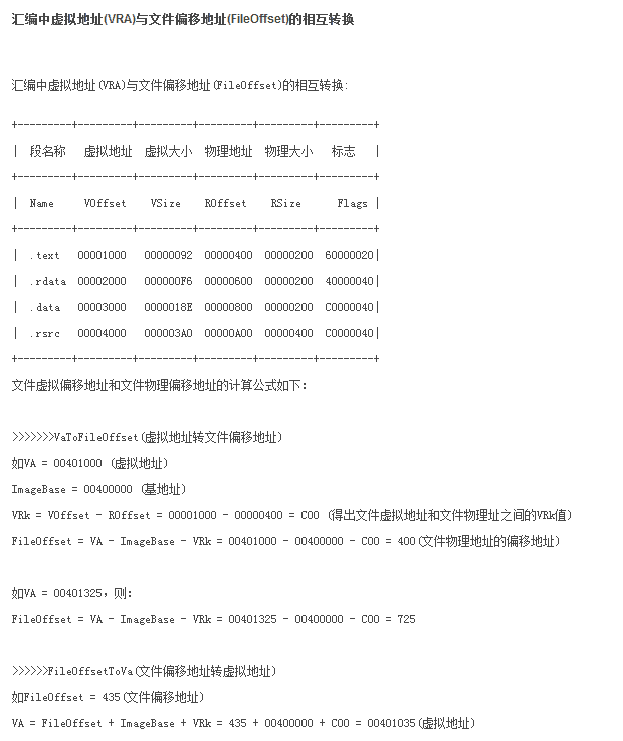 汇编中虚拟地址(VRA)与文件偏移地址(FileOffset)的相互转换
汇编中虚拟地址(VRA)与文件偏移地址(FileOffset)的相互转换:
+---------+---------+---------+---------+---------+---------+
| 段名称 虚拟地址 虚拟大小 物理地址 物理大小 标志 |
+---------+---------+---------+---------+---------+---------+
| Name VOffset VSize ROffset RSize Flags |
+---------+---------+---------+---------+---------+---------+
| .text 00001000 00000092 00000400 00000200 60000020|
| .rdata 00002000 000000F6 00000600 00000200 40000040|
| .data 00003000 0000018E 00000800 00000200 C0000040|
| .rsrc 00004000 000003A0 00000A00 00000400 C0000040|
+---------+---------+---------+---------+---------+---------+
文件虚拟偏移地址和文件物理偏移地址的计算公式如下：
>>>>>>>VaToFileOffset(虚拟地址转文件偏移地址)
如VA = 00401000 (虚拟地址)
ImageBase = 00400000 (基地址)
VRk = VOffset - ROffset = 00001000 - 00000400 = C00 (得出文件虚拟地址和文件物理址之间的VRk值)
FileOffset = VA - ImageBase - VRk = 00401000 - 00400000 - C00 = 400(文件物理地址的偏移地址)
如VA = 00401325，则:
FileOffset = VA - ImageBase - VRk = 00401325 - 00400000 - C00 = 725
>>>>>>FileOffsetToVa(文件偏移地址转虚拟地址)
如FileOffset = 435(文件偏移地址)
VA = FileOffset + ImageBase + VRk = 435 + 00400000 + C00 = 00401035(虚拟地址)